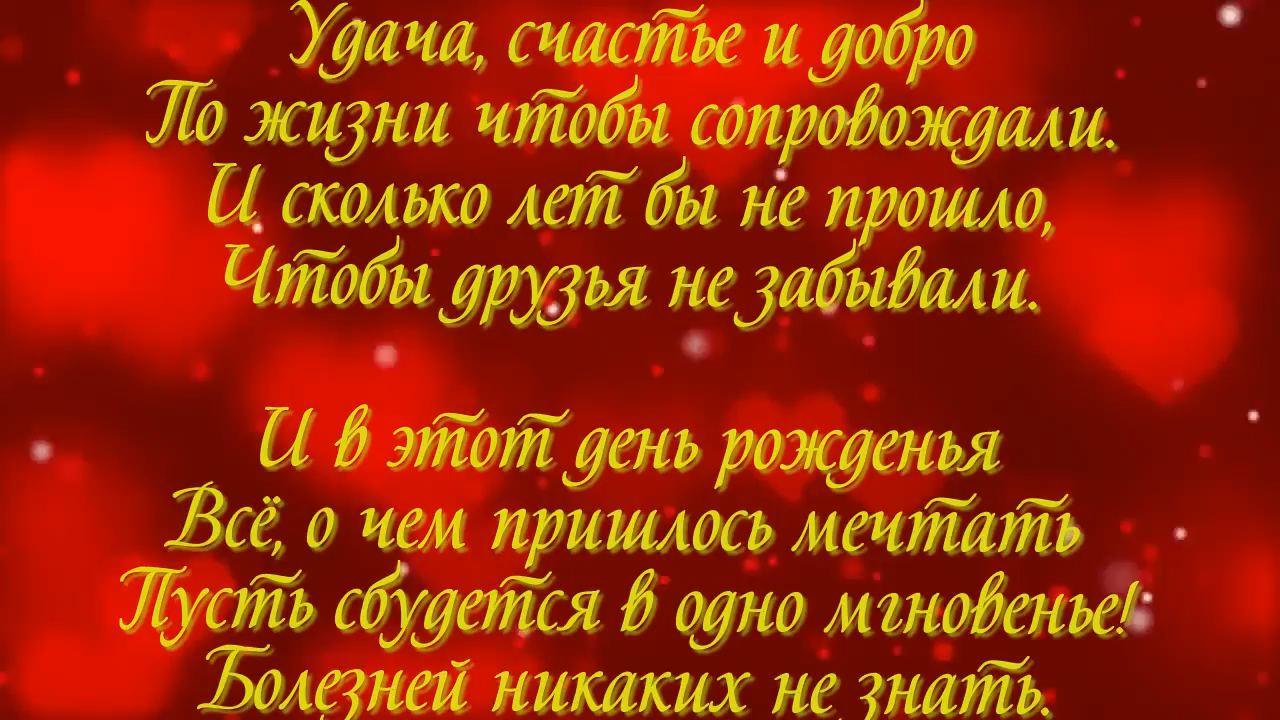 Удача, счастье и добро
По жизни чтобы сопровождали.
И сколько лет бы не прошло,
Чтобы друзья не забывали.
И в этот день рожденья
Всё, о чем пришлось мечтать
Пусть сбудется в одно мгновенье!
Болезней никаких не знать.